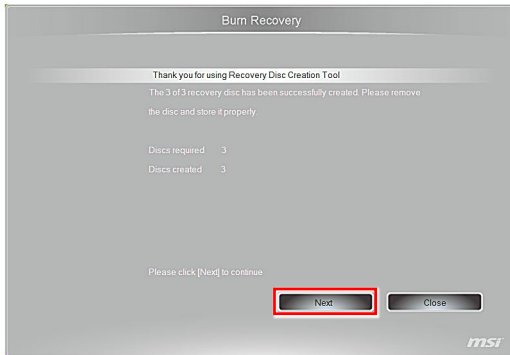 Burn Recovery
Thank you for using Recovery Disc Creation Tool
The 3 of 3 recovery disc has been successfully created. Please remove
the disc and store it properly.
Discs required 3
Discs created 3
Please click [Next] to continue
Next Close
msi